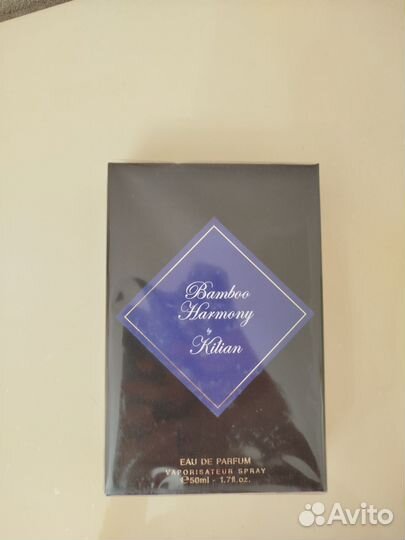 Bamboo
Harmony
by
Kilian
EAU DE PARFUM
VAPORISATEUR SPRAY
℮50ml - 1.7fl.oz.
Avito